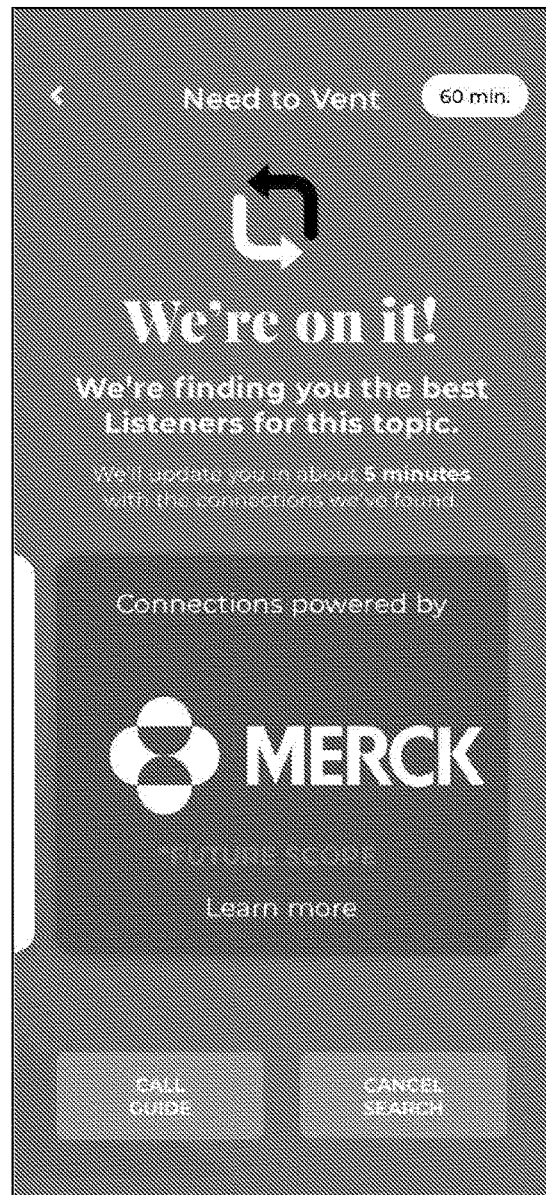 Need to Vent
60 min.
We're on it!
We're finding you the best
Listeners for this topic.
We'll update you in about 5 minutes
with the connections we've found.
Connections powered by
MERCK
FUTURE SCOPE
Learn more
CALL
GUIDE
CANCEL
SEARCH